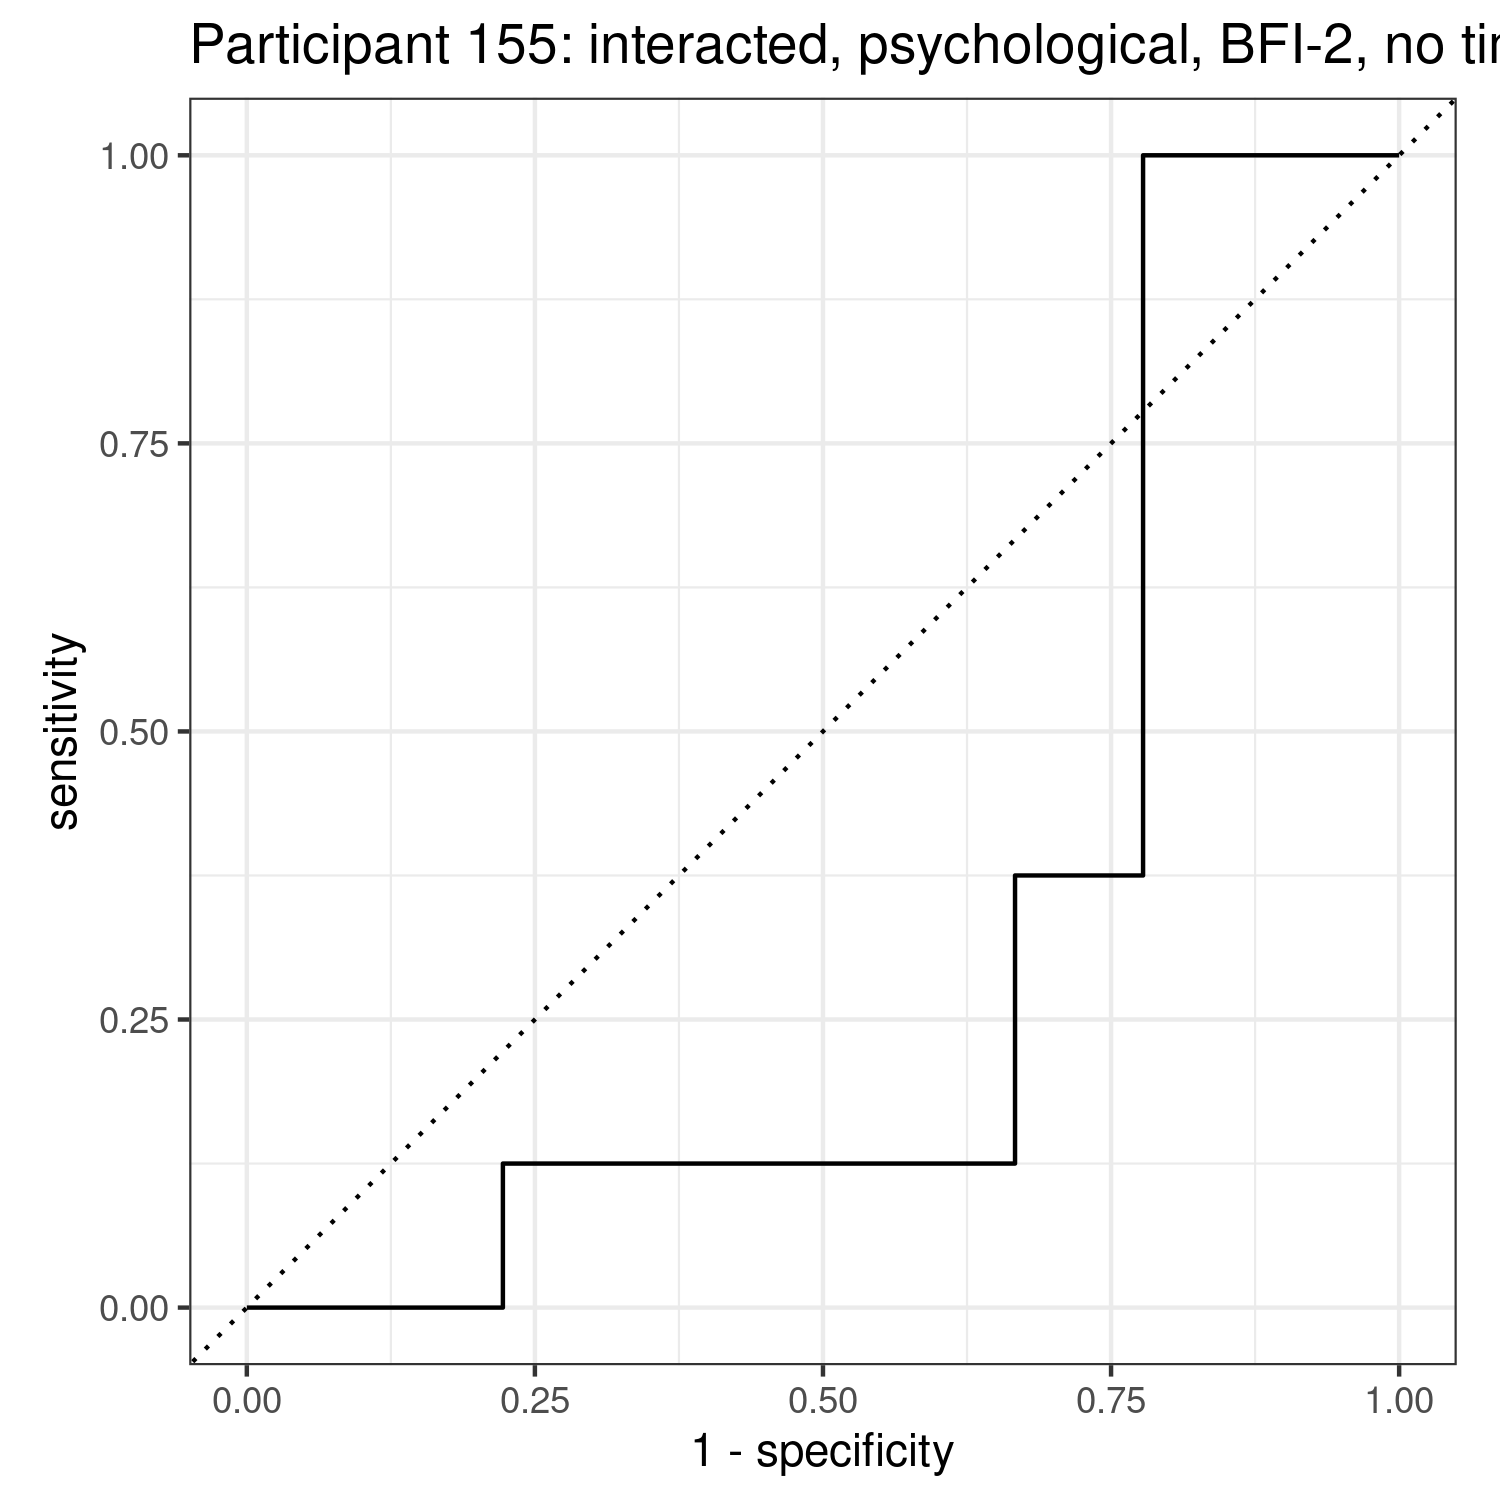 Participant 155: interacted, psychological, BFI-2, no
1.00
0.75
0.50
0.25
0.00
sensitivity
0.00 0.25 0.50 0.75 1.00
1 - specificity